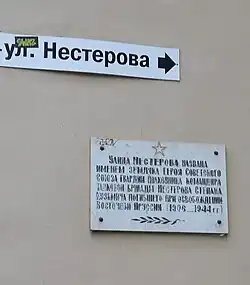 ул. Нестерова
Улица Нестерова названа
именем земляка Героя Советского
Союза гвардии полковника командира
танковой бригады Нестерова Степана
Кузьмича погибшего при освобождении
Восточной Пруссии (1906-1944 гг)